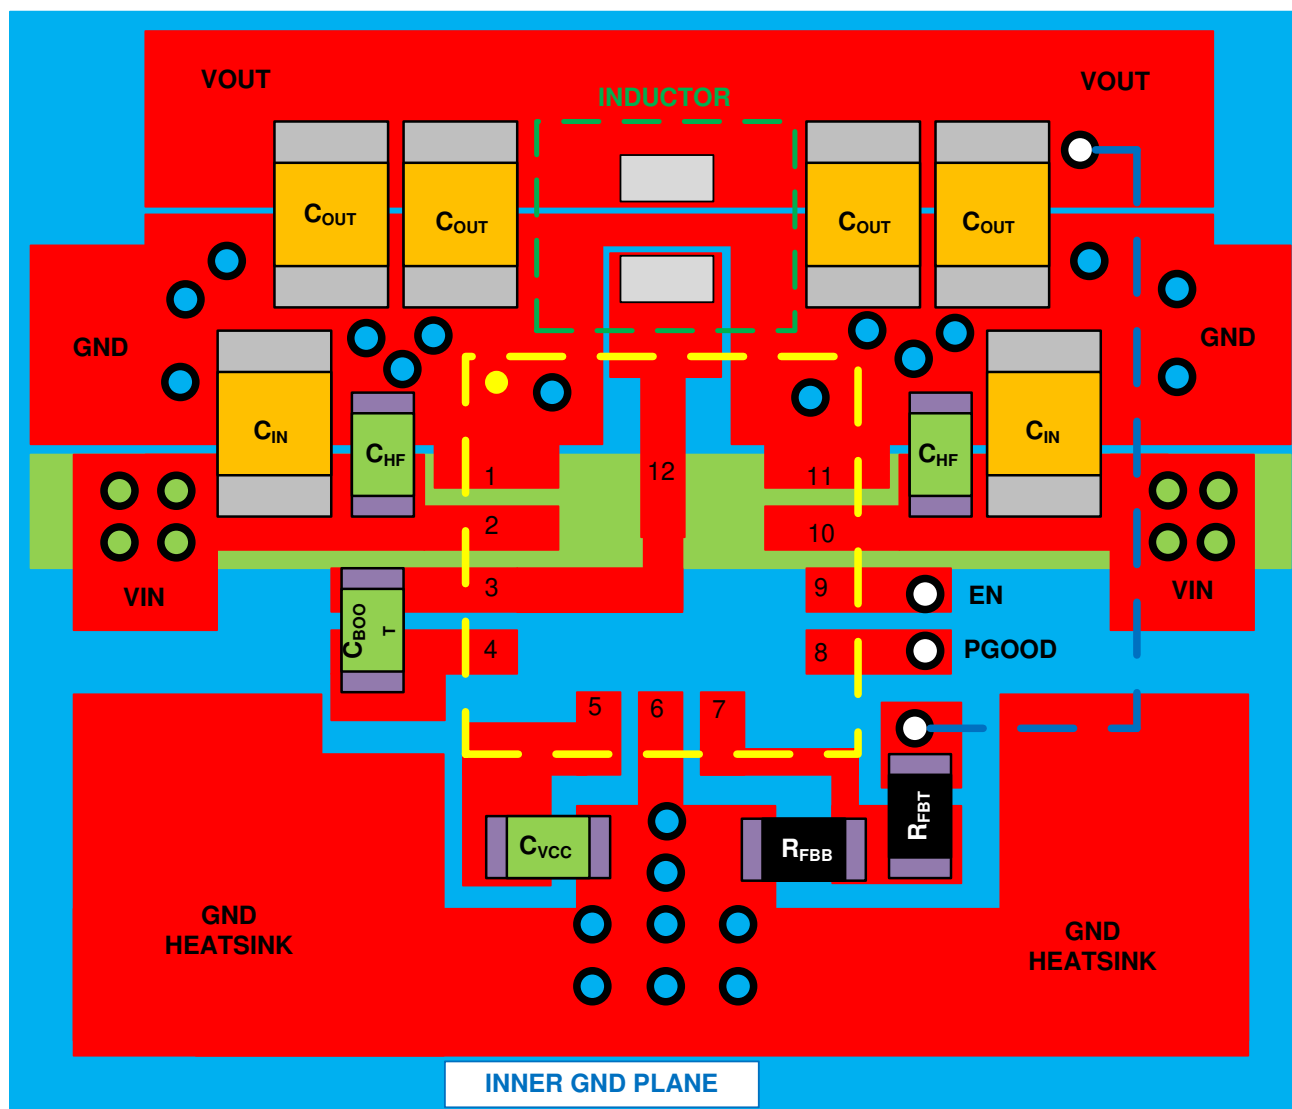 VOUT
VOUT
INDUCTOR
COUT
COUT
COUT
COUT
GND
GND
CIN
CHF
CHF
CIN
1
12
11
2
10
VIN
3
9
EN
VIN
CBOO
T
4
8
PGOOD
5
6
7
CVCC
RFBB
RFBT
GND
HEATSINK
GND
HEATSINK
INNER GND PLANE